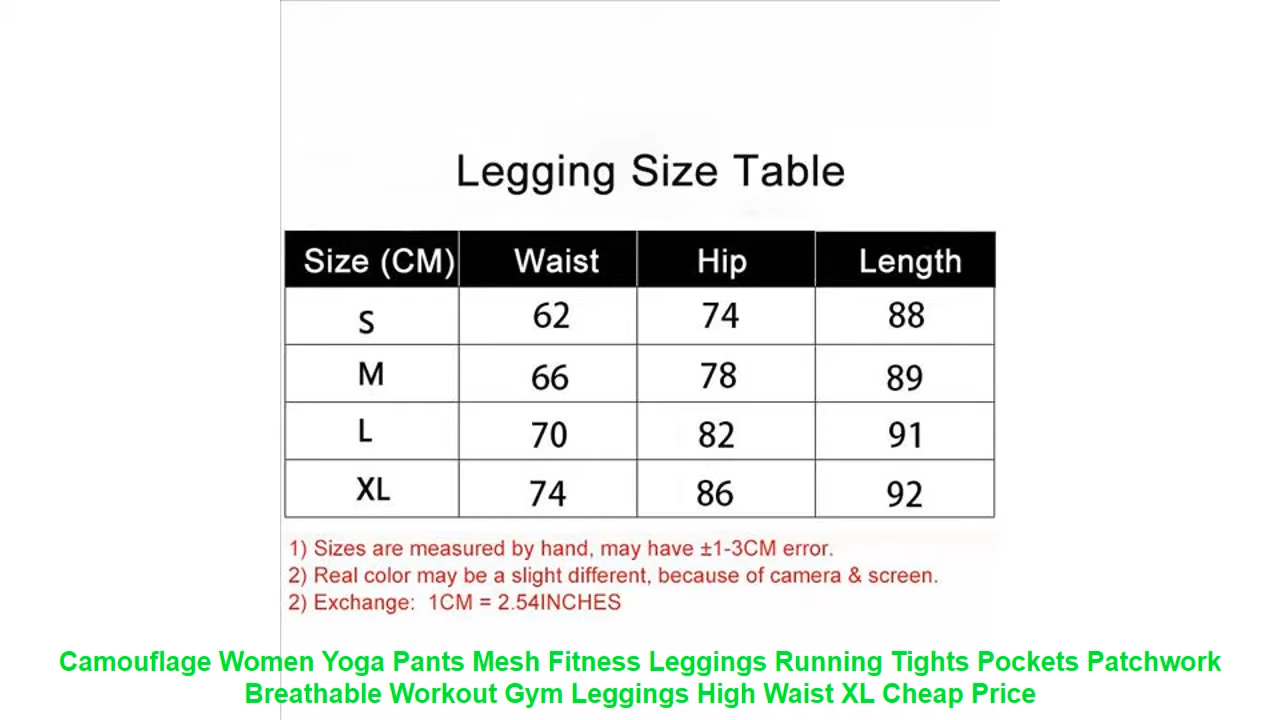 Legging Size Table
Size (CM) Waist Hip Length
S 62 74 88
M 66 78 89
L 70 82 91
XL 74 86 92
1) Sizes are measured by hand, may have ±1-3CM error.
2) Real color may be a slight different, because of camera & screen.
2) Exchange: 1CM = 2.54INCHES
Camouflage Women Yoga Pants Mesh Fitness Leggings Running Tights Pockets Patchwork
Breathable Workout Gym Leggings High Waist XL Cheap Price